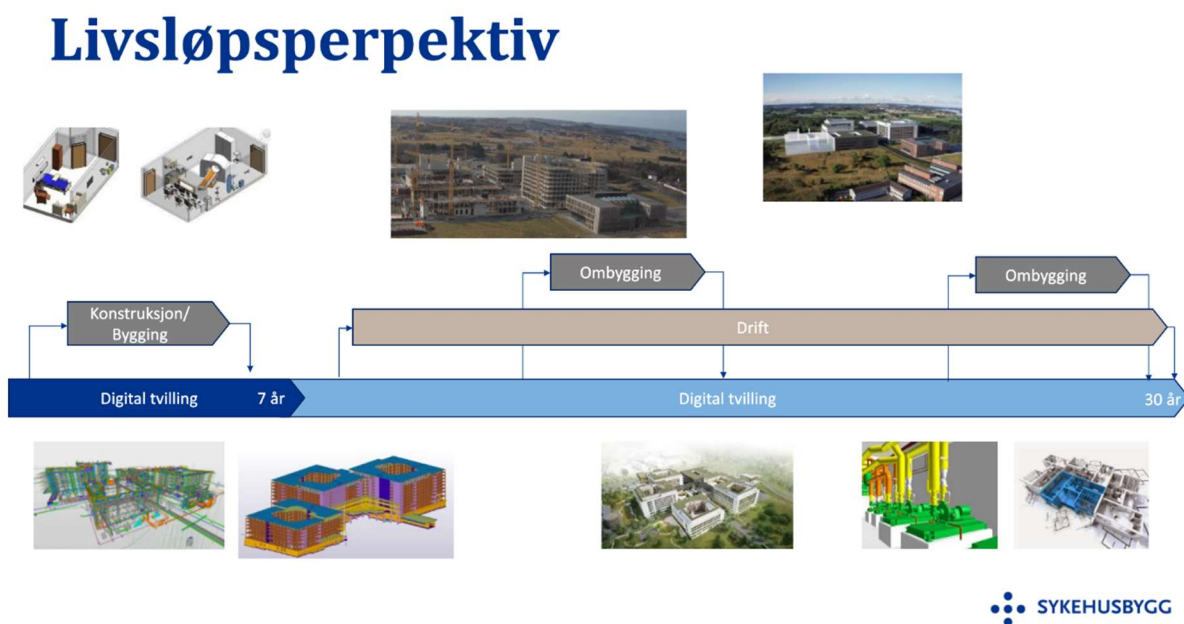 Livsløpsperpektiv
Ombygging
Ombygging
Konstruksjon/
Bygging
Drift
Digital tvilling 7 år
Digital tvilling 30 år
SYKEHUSBYGG